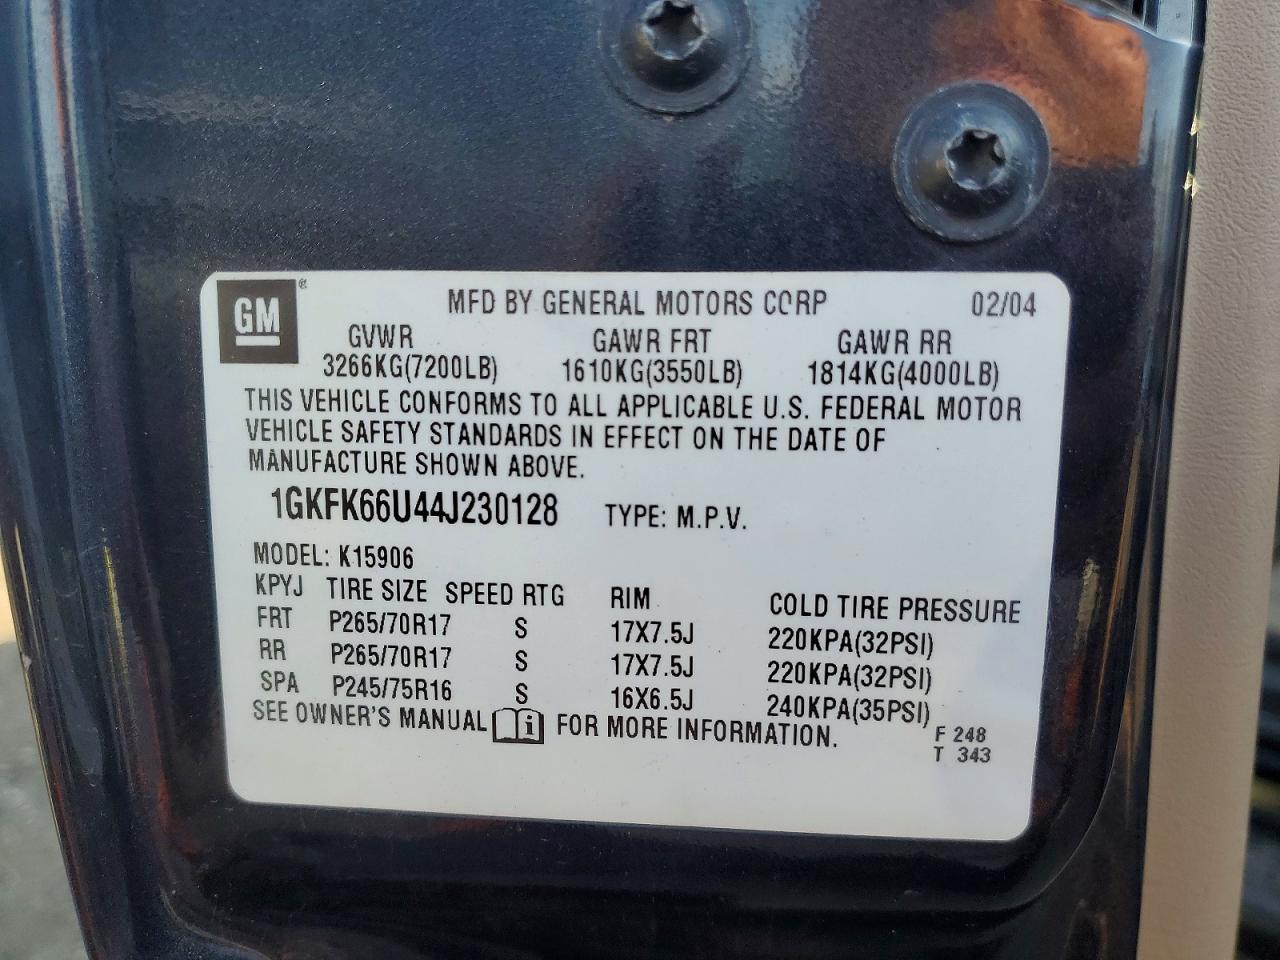 GM ®
MFD BY GENERAL MOTORS CORP 02/04
GVWR GAWR FRT GAWR RR
3266KG(7200LB) 1610KG(3550LB) 1814KG(4000LB)
THIS VEHICLE CONFORMS TO ALL APPLICABLE U.S. FEDERAL MOTOR
VEHICLE SAFETY STANDARDS IN EFFECT ON THE DATE OF
MANUFACTURE SHOWN ABOVE.
1GKFK66U44J230128 TYPE: M.P.V.
MODEL: K15906
KPYJ TIRE SIZE SPEED RTG RIM COLD TIRE PRESSURE
FRT P265/70R17 S 17X7.5J 220KPA(32PSI)
RR P265/70R17 S 17X7.5J 220KPA(32PSI)
SPA P245/75R16 S 16X6.5J 240KPA(35PSI)
SEE OWNER'S MANUAL i FOR MORE INFORMATION.
F 248
T 343